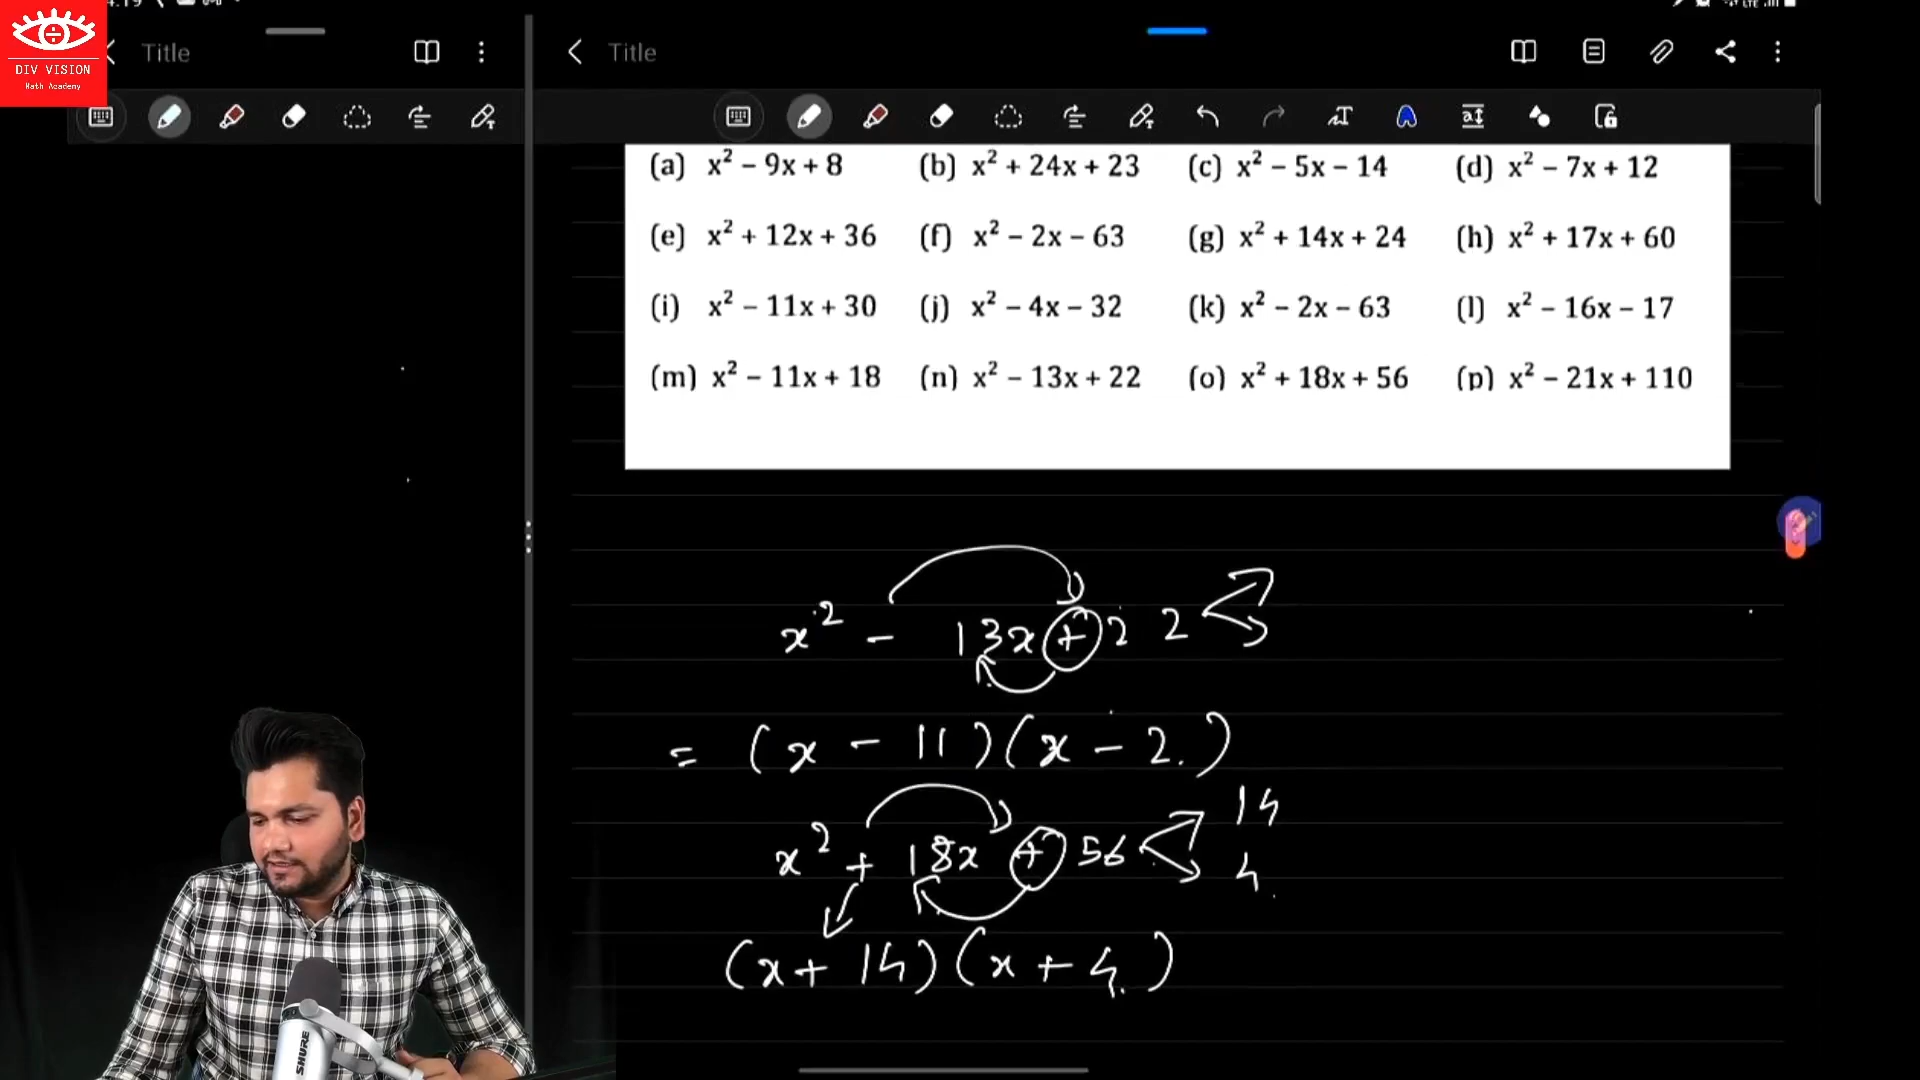 DIV VISION
Math Academy
Title
Title
LTE
(a) x² − 9x + 8 (b) x² + 24x + 23 (c) x² − 5x − 14 (d) x² − 7x + 12
(e) x² + 12x + 36 (f) x² − 2x − 63 (g) x² + 14x + 24 (h) x² + 17x + 60
(i) x² − 11x + 30 (j) x² − 4x − 32 (k) x² − 2x − 63 (l) x² − 16x − 17
(m) x² − 11x + 18 (n) x² − 13x + 22 (o) x² + 18x + 56 (p) x² − 21x + 110
x² − 13x + 22
= (x − 11)(x − 2)
14
x² + 18x + 56
4
(x + 14)(x + 4)
SHURE